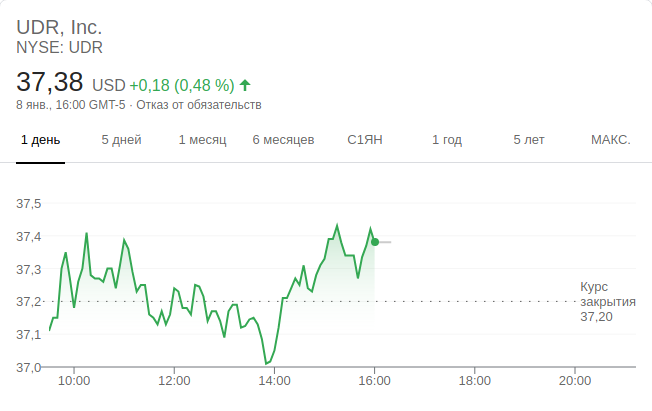 UDR, Inc.
NYSE: UDR
37,38 USD +0,18 (0,48 %)
8 янв., 16:00 GMT-5 · Отказ от обязательств
1 день 5 дней 1 месяц 6 месяцев С1ЯН 1 год 5 лет МАКС.
37,5
37,4
37,3
37,2
37,1
37,0
Курс
закрытия
37,20
10:00 12:00 14:00 16:00 18:00 20:00